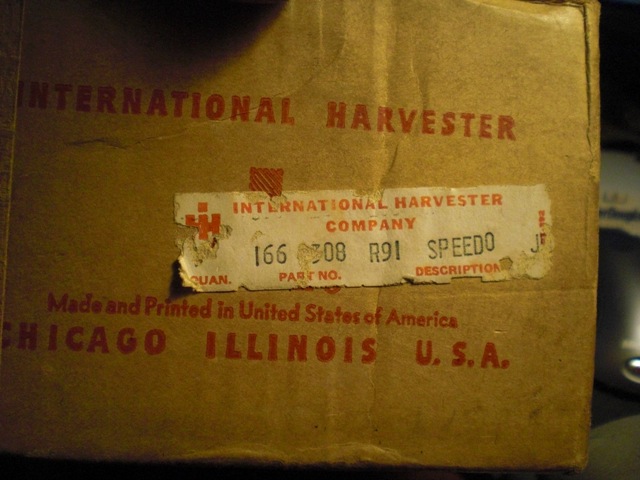 INTERNATIONAL HARVESTER
IH INTERNATIONAL HARVESTER
COMPANY
166 308 R91 SPEEDO
QUAN. PART NO. DESCRIPTION
Made and Printed in United States of America
CHICAGO ILLINOIS U.S.A.